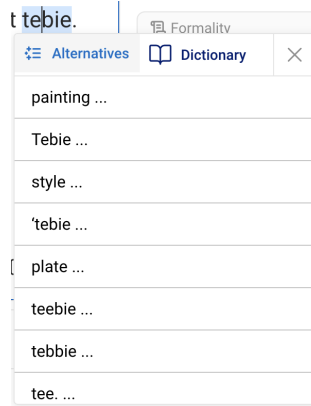 t tebie.
Formality
Alternatives Dictionary
painting ...
Tebie ...
style ...
‘tebie ...
plate ...
teebie ...
tebbie ...
tee. ...